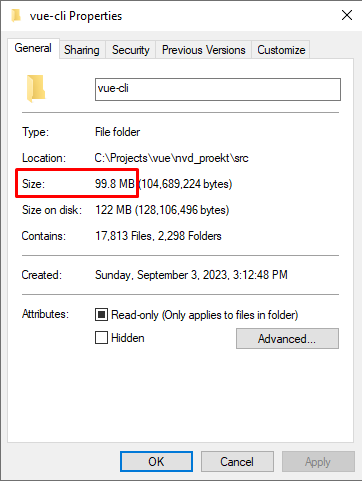 vue-cli Properties
General Sharing Security Previous Versions Customize
vue-cli
Type: File folder
Location: C:\Projects\vue\nvd_proekt\src
Size: 99.8 MB (104,689,224 bytes)
Size on disk: 122 MB (128,106,496 bytes)
Contains: 17,813 Files, 2,298 Folders
Created: Sunday, September 3, 2023, 3:12:48 PM
Attributes: Read-only (Only applies to files in folder)
Hidden Advanced...
OK Cancel Apply